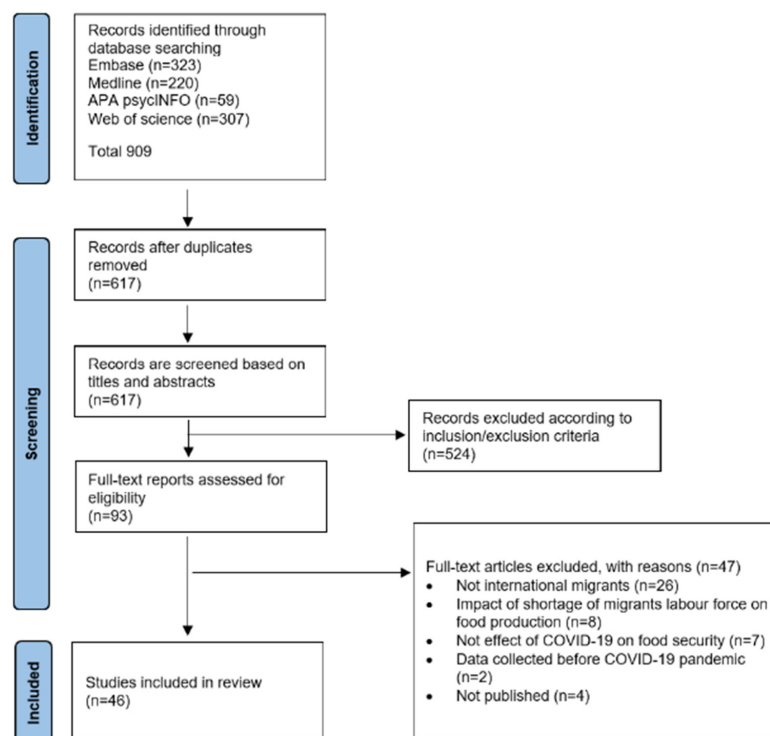 Identification
Records identified through
database searching
Embase (n=323)
Medline (n=220)
APA psycINFO (n=59)
Web of science (n=307)
Total 909
Screening
Records after duplicates
removed
(n=617)
Records are screened based on
titles and abstracts
(n=617)
Records excluded according to
inclusion/exclusion criteria
(n=524)
Full-text reports assessed for
eligibility
(n=93)
Full-text articles excluded, with reasons (n=47)
• Not international migrants (n=26)
• Impact of shortage of migrants labour force on
food production (n=8)
• Not effect of COVID-19 on food security (n=7)
• Data collected before COVID-19 pandemic
(n=2)
• Not published (n=4)
Included
Studies included in review
(n=46)